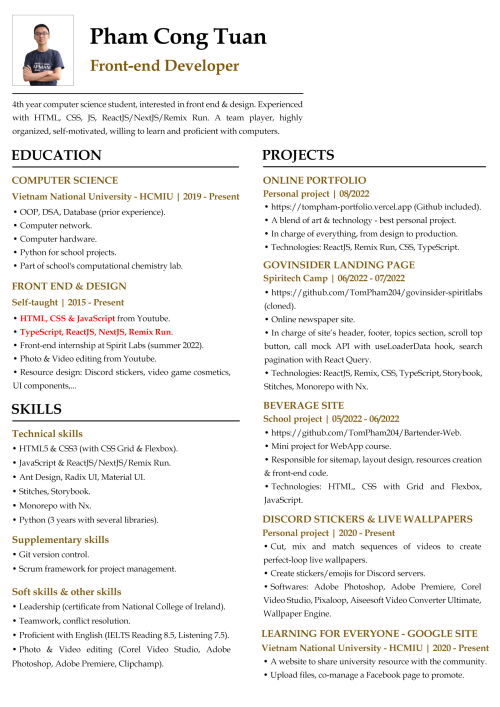 Pham Cong Tuan
Front-end Developer
4th year computer science student, interested in front end & design. Experienced
with HTML, CSS, JS, ReactJS/NextJS/Remix Run. A team player, highly
organized, self-motivated, willing to learn and proficient with computers.
EDUCATION
COMPUTER SCIENCE
Vietnam National University - HCMIU | 2019 - Present
• OOP, DSA, Database (prior experience).
• Computer network.
• Computer hardware.
• Python for school projects.
• Part of school's computational chemistry lab.
FRONT END & DESIGN
Self-taught | 2015 - Present
• HTML, CSS & JavaScript from Youtube.
• TypeScript, ReactJS, NextJS, Remix Run.
• Front-end internship at Spirit Labs (summer 2022).
• Photo & Video editing from Youtube.
• Resource design: Discord stickers, video game cosmetics,
UI components,...
SKILLS
Technical skills
• HTML5 & CSS3 (with CSS Grid & Flexbox).
• JavaScript & ReactJS/NextJS/Remix Run.
• Ant Design, Radix UI, Material UI.
• Stitches, Storybook.
• Monorepo with Nx.
• Python (3 years with several libraries).
Supplementary skills
• Git version control.
• Scrum framework for project management.
Soft skills & other skills
• Leadership (certificate from National College of Ireland).
• Teamwork, conflict resolution.
• Proficient with English (IELTS Reading 8.5, Listening 7.5).
• Photo & Video editing (Corel Video Studio, Adobe
Photoshop, Adobe Premiere, Clipchamp).
PROJECTS
ONLINE PORTFOLIO
Personal project | 08/2022
• https://tompham-portfolio.vercel.app (Github included).
• A blend of art & technology - best personal project.
• In charge of everything, from design to production.
• Technologies: ReactJS, Remix Run, CSS, TypeScript.
GOVINSIDER LANDING PAGE
Spiritech Camp | 06/2022 - 07/2022
• https://github.com/TomPham204/govinsider-spiritlabs
(cloned).
• Online newspaper site.
• In charge of site's header, footer, topics section, scroll top
button, call mock API with useLoaderData hook, search
pagination with React Query.
• Technologies: ReactJS, Remix, CSS, TypeScript, Storybook,
Stitches, Monorepo with Nx.
BEVERAGE SITE
School project | 05/2022 - 06/2022
• https://github.com/TomPham204/Bartender-Web.
• Mini project for WebApp course.
• Responsible for sitemap, layout design, resources creation
& front-end code.
• Technologies: HTML, CSS with Grid and Flexbox,
JavaScript.
DISCORD STICKERS & LIVE WALLPAPERS
Personal project | 2020 - Present
• Cut, mix and match sequences of videos to create
perfect-loop live wallpapers.
• Create stickers/emojis for Discord servers.
• Softwares: Adobe Photoshop, Adobe Premiere, Corel
Video Studio, Pixaloop, Aiseesoft Video Converter Ultimate,
Wallpaper Engine.
LEARNING FOR EVERYONE - GOOGLE SITE
Vietnam National University - HCMIU | 2020 - Present
• A website to share university resource with the community.
• Upload files, co-manage a Facebook page to promote.